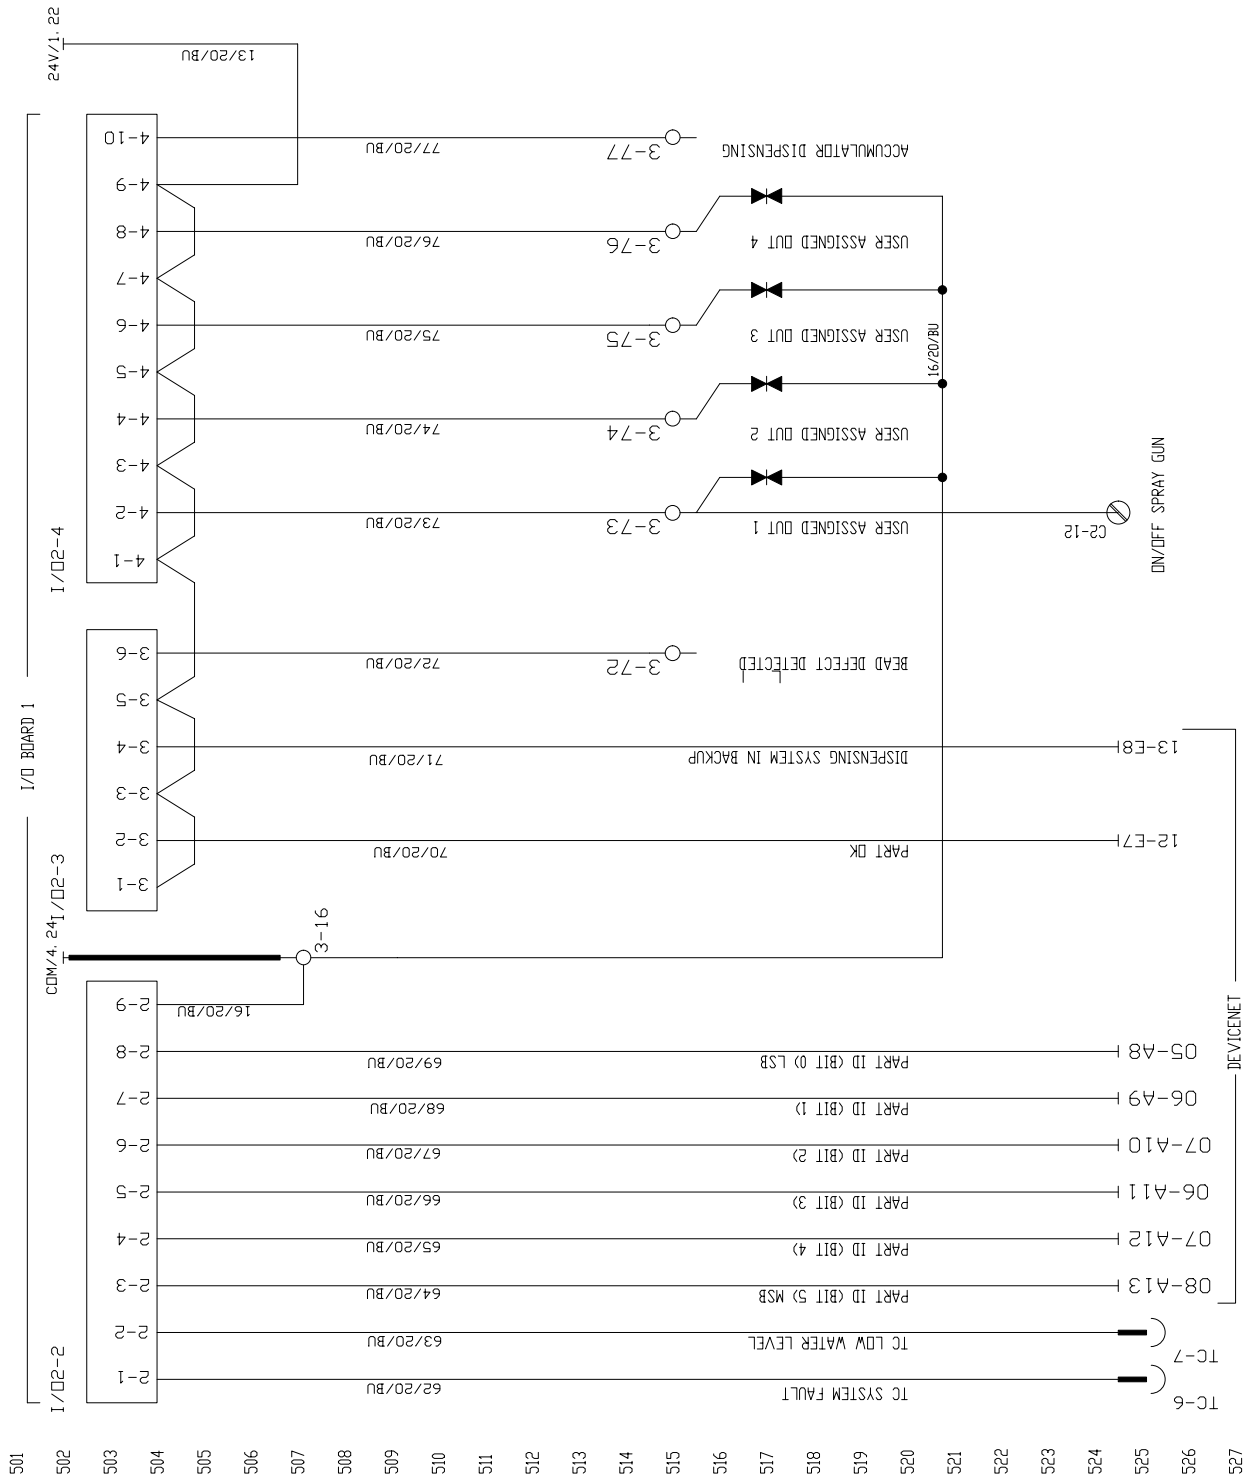 24V/1.22
13/20/BU
I/O BOARD 1
I/O2-4
4-10
77/20/BU
3-77
ACCUMULATOR DISPENSING
4-9
4-8
76/20/BU
3-76
USER ASSIGNED OUT 4
4-7
4-6
75/20/BU
3-75
USER ASSIGNED OUT 3
16/20/BU
4-5
4-4
74/20/BU
3-74
USER ASSIGNED OUT 2
4-3
4-2
73/20/BU
3-73
USER ASSIGNED OUT 1
C2-12
ON/OFF SPRAY GUN
4-1
I/O2-3
3-6
72/20/BU
3-72
BEAD DEFECT DETECTED
3-5
3-4
71/20/BU
DISPENSING SYSTEM IN BACKUP
13-E8
3-3
3-2
70/20/BU
PART OK
12-E7
3-1
COM/4.24
3-16
I/O2-2
2-9
16/20/BU
2-8
69/20/BU
PART ID (BIT 0) LSB
05-A8
DEVICENET
2-7
68/20/BU
PART ID (BIT 1)
06-A9
2-6
67/20/BU
PART ID (BIT 2)
07-A10
2-5
66/20/BU
PART ID (BIT 3)
06-A11
2-4
65/20/BU
PART ID (BIT 4)
07-A12
2-3
64/20/BU
PART ID (BIT 5) MSB
08-A13
2-2
63/20/BU
TC LOW WATER LEVEL
TC-7
2-1
62/20/BU
TC SYSTEM FAULT
TC-6
501
502
503
504
505
506
507
508
509
510
511
512
513
514
515
516
517
518
519
520
521
522
523
524
525
526
527